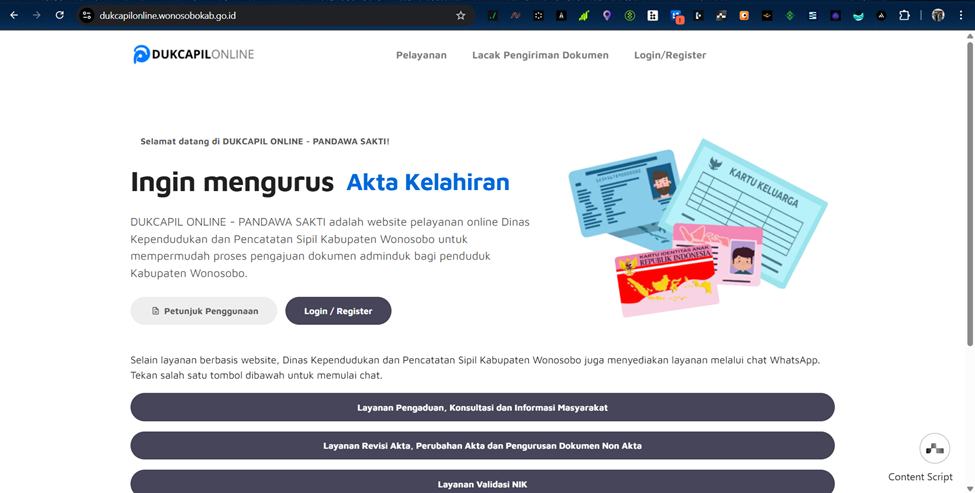 dukcapilonline.wonosobokab.go.id
DUKCAPILONLINE
Pelayanan
Lacak Pengiriman Dokumen
Login/Register
Selamat datang di DUKCAPIL ONLINE - PANDAWA SAKTI!
Ingin mengurus Akta Kelahiran
DUKCAPIL ONLINE - PANDAWA SAKTI adalah website pelayanan online Dinas
Kependudukan dan Pencatatan Sipil Kabupaten Wonosobo untuk
mempermudah proses pengajuan dokumen adminduk bagi penduduk
Kabupaten Wonosobo.
Petunjuk Penggunaan
Login / Register
KARTU KELUARGA
KARTU IDENTITAS ANAK
REPUBLIK INDONESIA
Selain layanan berbasis website, Dinas Kependudukan dan Pencatatan Sipil Kabupaten Wonosobo juga menyediakan layanan melalui chat WhatsApp.
Tekan salah satu tombol dibawah untuk memulai chat.
Layanan Pengaduan, Konsultasi dan Informasi Masyarakat
Layanan Revisi Akta, Perubahan Akta dan Pengurusan Dokumen Non Akta
Layanan Validasi NIK
Content Script